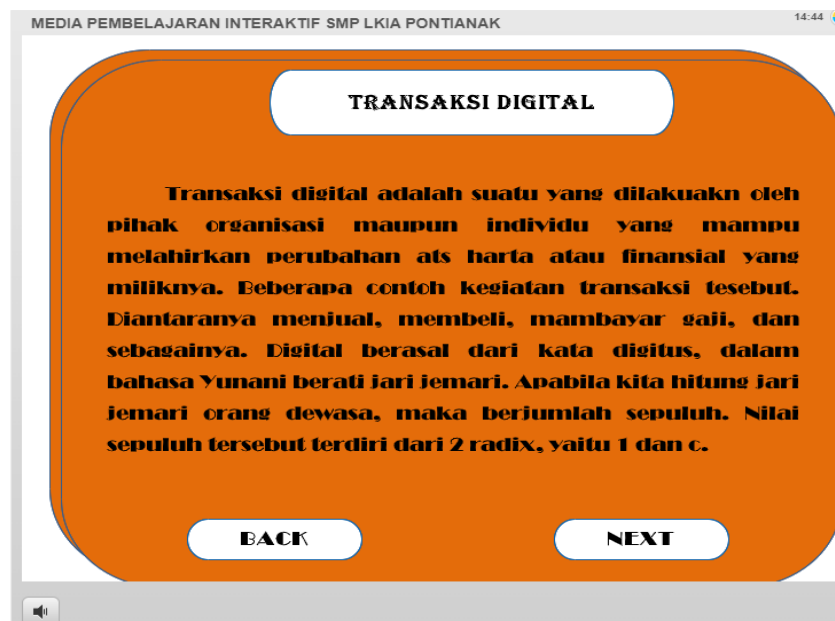 MEDIA PEMBELAJARAN INTERAKTIF SMP LKIA PONTIANAK
14:44
TRANSAKSI DIGITAL
Transaksi digital adalah suatu yang dilakuakn oleh
pihak organisasi maupun individu yang mampu
melahirkan perubahan ats harta atau finansial yang
miliknya. Beberapa contoh kegiatan transaksi tesebut.
Diantaranya menjual, membeli, mambayar gaji, dan
sebagainya. Digital berasal dari kata digitus, dalam
bahasa Yunani berati jari jemari. Apabila kita hitung jari
jemari orang dewasa, maka berjumlah sepuluh. Nilai
sepuluh tersebut terdiri dari 2 radix, yaitu 1 dan c.
BACK
NEXT